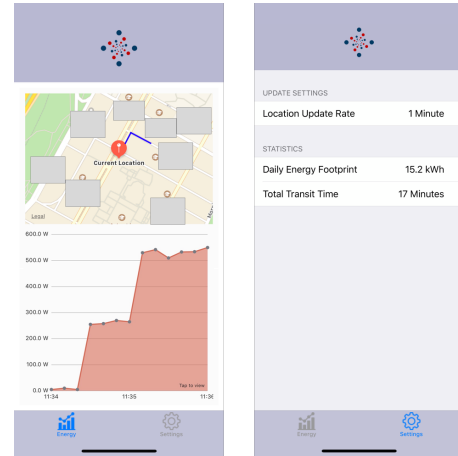 Current Location
Legal
600.0 W
500.0 W
400.0 W
300.0 W
200.0 W
100.0 W
0.0 W
Tap to view
11:34
11:35
11:36
Energy
Settings
UPDATE SETTINGS
Location Update Rate
1 Minute
STATISTICS
Daily Energy Footprint
15.2 kWh
Total Transit Time
17 Minutes
Energy
Settings